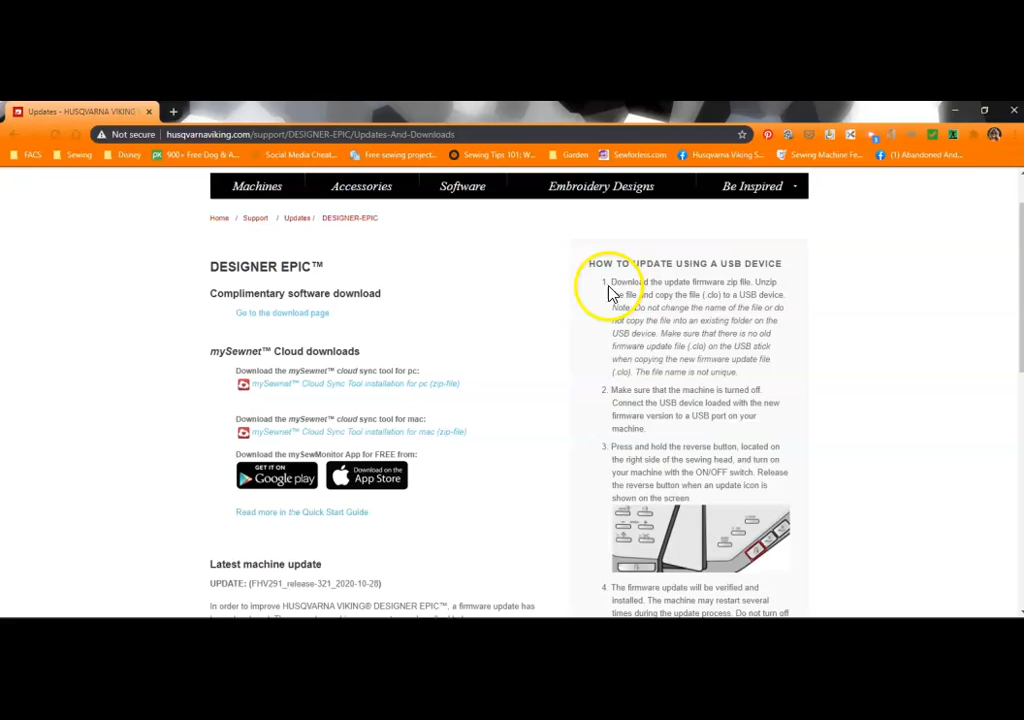 Updates - HUSQVARNA VIKING
Not secure
husqvarnaviking.com/support/DESIGNER-EPIC/Updates-And-Downloads
FACS
Sewing
Disney
900+ Free Dog & A...
Social Media Cheat...
Free sewing project...
Sewing Tips 101; W...
Garden
Sewforless.com
Husqvarna Viking S...
Sewing Machine Fe...
(1) Abandoned And...
Machines
Accessories
Software
Embroidery Designs
Be Inspired
Home / Support / Updates / DESIGNER-EPIC
DESIGNER EPIC™
Complimentary software download
Go to the download page
mySewnet™ Cloud downloads
Download the mySewnet™ cloud sync tool for pc:
mySewnet™ Cloud Sync Tool installation for pc (zip-file)
Download the mySewnet™ cloud sync tool for mac:
mySewnet™ Cloud Sync Tool installation for mac (zip-file)
Download the mySewMonitor App for FREE from:
GET IT ON
Google play
Download on the
App Store
Read more in the Quick Start Guide
Latest machine update
UPDATE: (FHV291_release-321_2020-10-28)
In order to improve HUSQVARNA VIKING® DESIGNER EPIC™, a firmware update has
HOW TO UPDATE USING A USB DEVICE
1. Download the update firmware zip file. Unzip
file and copy the file (.clo) to a USB device.
Note: Do not change the name of the file or do
not copy the file into an existing folder on the
USB device. Make sure that there is no old
firmware update file (.clo) on the USB stick
when copying the new firmware update file
(.clo). The file name is not unique.
2. Make sure that the machine is turned off.
Connect the USB device loaded with the new
firmware version to a USB port on your
machine.
3. Press and hold the reverse button, located on
the right side of the sewing head, and turn on
your machine with the ON/OFF switch. Release
the reverse button when an update icon is
shown on the screen
4 The firmware update will be verified and
installed. The machine may restart several
times during the update process. Do not turn off